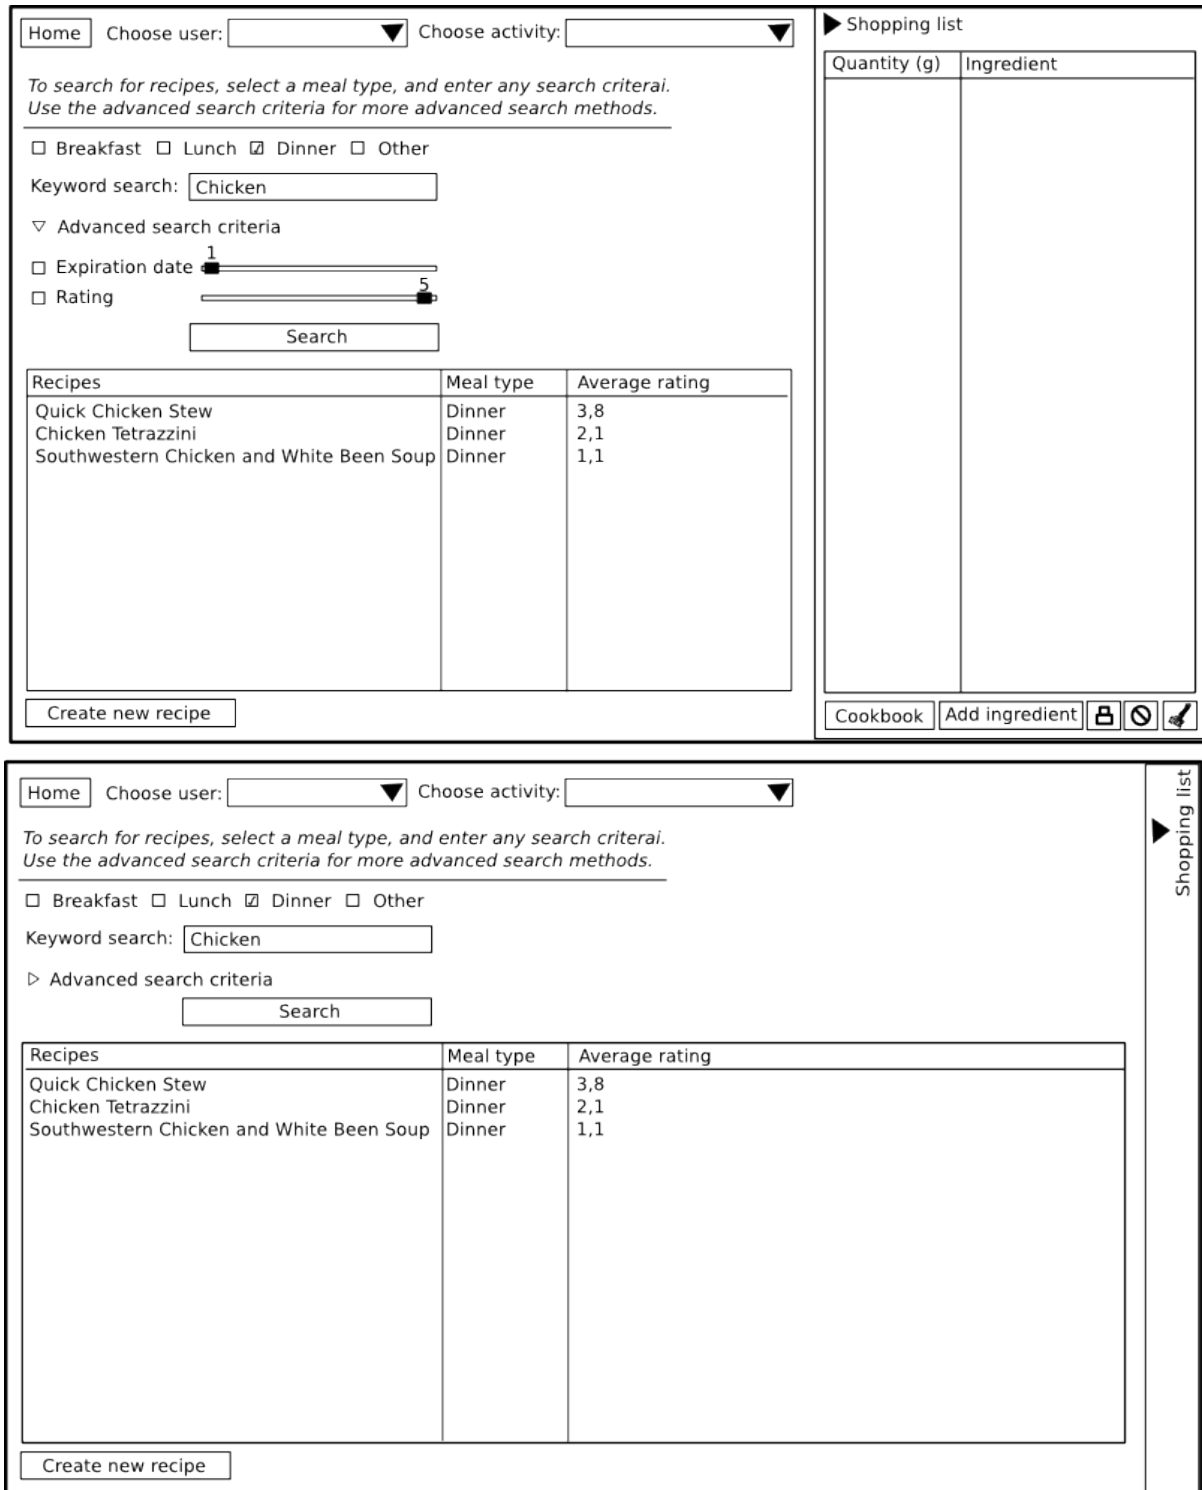 Home Choose user: Choose activity:
To search for recipes, select a meal type, and enter any search criterai.
Use the advanced search criteria for more advanced search methods.
Breakfast Lunch Dinner Other
Keyword search: Chicken
Advanced search criteria
1
Expiration date
5
Rating
Search
Recipes Meal type Average rating
Quick Chicken Stew Dinner 3,8
Chicken Tetrazzini Dinner 2,1
Southwestern Chicken and White Been Soup Dinner 1,1
Create new recipe
Shopping list
Quantity (g) Ingredient
Cookbook Add ingredient
Home Choose user: Choose activity:
To search for recipes, select a meal type, and enter any search criterai.
Use the advanced search criteria for more advanced search methods.
Breakfast Lunch Dinner Other
Keyword search: Chicken
Advanced search criteria
Search
Recipes Meal type Average rating
Quick Chicken Stew Dinner 3,8
Chicken Tetrazzini Dinner 2,1
Southwestern Chicken and White Been Soup Dinner 1,1
Create new recipe
Shopping list